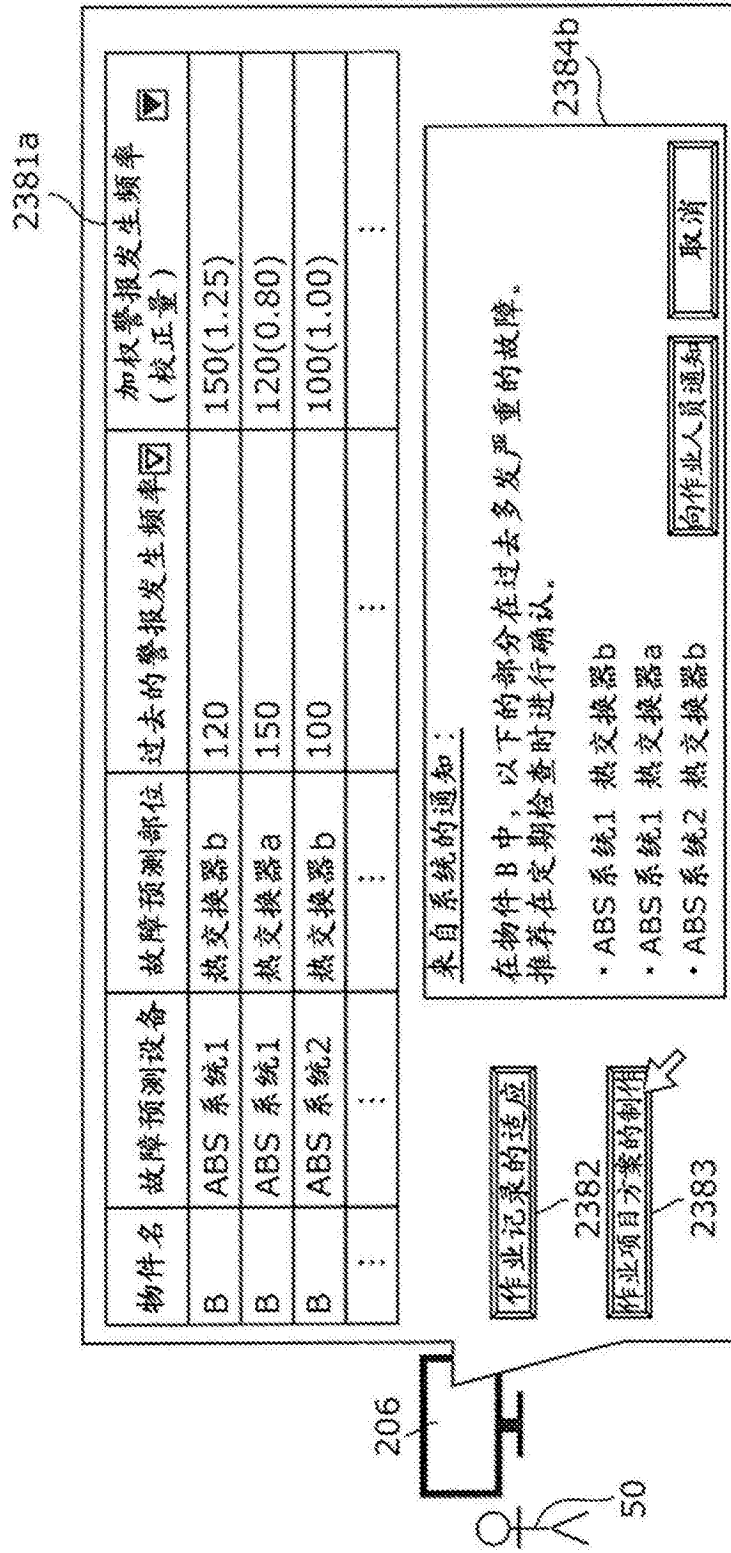 2381a
物件名 故障预测设备 故障预测部位 过去的警报发生频率 加权警报发生频率
(校正量)
B ABS 系统1 热交换器b 120 150(1.25)
B ABS 系统1 热交换器a 150 120(0.80)
B ABS 系统2 热交换器b 100 100(1.00)
⋮ ⋮ ⋮ ⋮ ⋮
206
50
作业记录的适应
2382
作业项目方案的制作
2383
来自系统的通知：
在物件 B 中，以下的部分在过去多发严重的故障。
推荐在定期检查时进行确认。
・ABS 系统1 热交换器b
・ABS 系统1 热交换器a
・ABS 系统2 热交换器b
向作业人员通知
取消
2384b